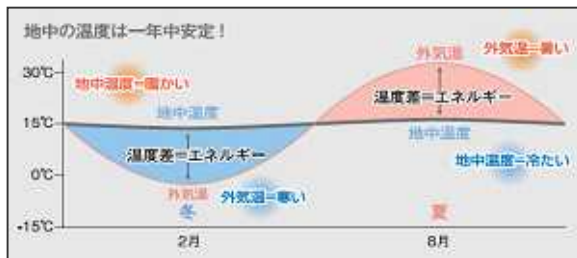 地中の温度は一年中安定！
外気温
外気温=暑い
30℃
地中温度=暖かい
温度差=エネルギー
地中温度
15℃
地中温度
温度差=エネルギー
地中温度=冷たい
0℃
外気温
外気温=寒い
冬
夏
-15℃
2月
8月